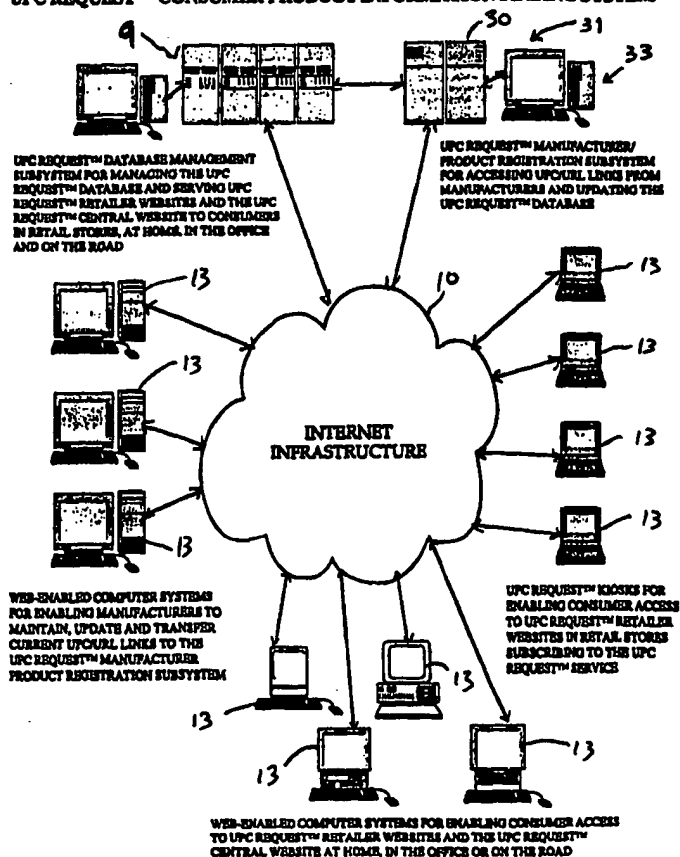 9
30
31
33
UPC REQUEST™ DATABASE MANAGEMENT
SUBSYSTEM FOR MANAGING THE UPC
REQUEST™ DATABASE AND SERVING UPC
REQUEST™ RETAILER WEBSITES AND THE UPC
REQUEST™ CENTRAL WEBSITE TO CONSUMERS
IN RETAIL STORES, AT HOME, IN THE OFFICE
AND ON THE ROAD
UPC REQUEST™ MANUFACTURER/
PRODUCT REGISTRATION SUBSYSTEM
FOR ACCESSING UPC/URL LINKS FROM
MANUFACTURERS AND UPDATING THE
UPC REQUEST™ DATABASE
13
13
13
10
INTERNET
INFRASTRUCTURE
13
13
13
13
WEB-ENABLED COMPUTER SYSTEMS
FOR ENABLING MANUFACTURERS TO
MAINTAIN, UPDATE AND TRANSFER
CURRENT UPC/URL LINKS TO THE
UPC REQUEST™ MANUFACTURER
PRODUCT REGISTRATION SUBSYSTEM
UPC REQUEST™ KIOSKS FOR
ENABLING CONSUMER ACCESS
TO UPC REQUEST™ RETAILER
WEBSITES IN RETAIL STORES
SUBSCRIBING TO THE UPC
REQUEST™ SERVICE
13
13
13
13
WEB-ENABLED COMPUTER SYSTEMS FOR ENABLING CONSUMER ACCESS
TO UPC REQUEST™ RETAILER WEBSITES AND THE UPC REQUEST™
CENTRAL WEBSITE AT HOME, IN THE OFFICE OR ON THE ROAD